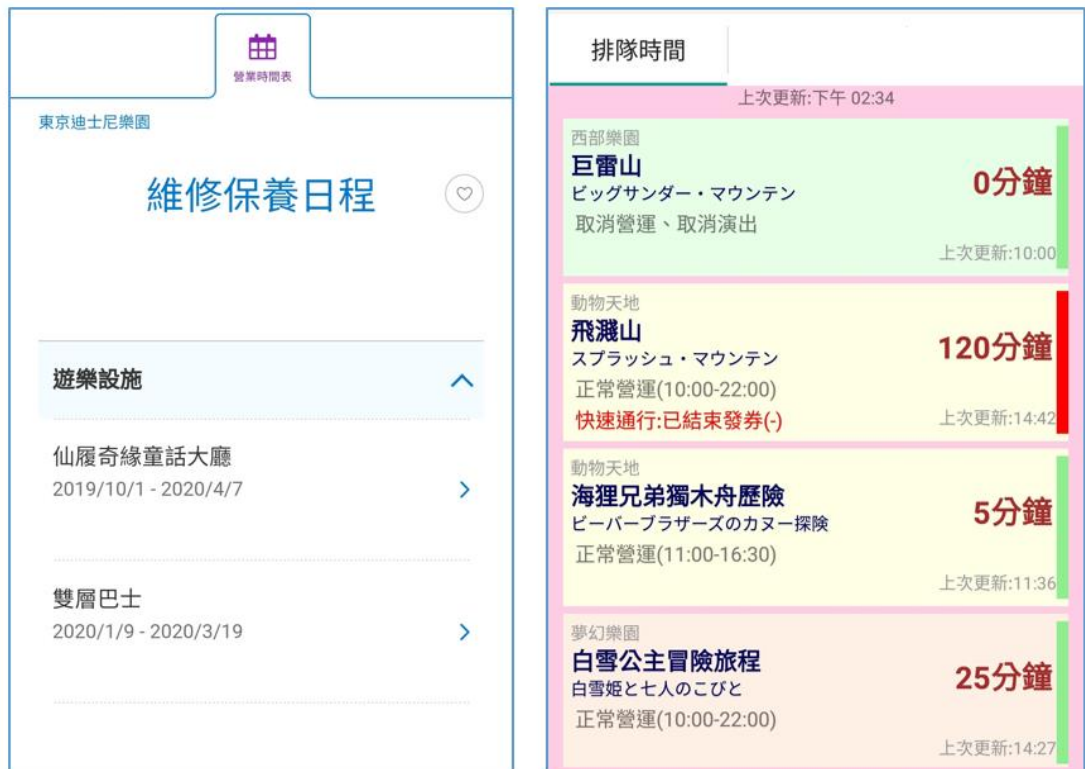 營業時間表
東京迪士尼樂園
維修保養日程
遊樂設施
仙履奇緣童話大廳
2019/10/1 - 2020/4/7
雙層巴士
2020/1/9 - 2020/3/19
排隊時間
上次更新:下午 02:34
西部樂園
巨雷山
ビッグサンダー・マウンテン
0分鐘
取消營運、取消演出
上次更新:10:00
動物天地
飛濺山
スプラッシュ・マウンテン
120分鐘
正常營運(10:00-22:00)
快速通行:已結束發券(-)
上次更新:14:42
動物天地
海狸兄弟獨木舟歷險
ビーバーブラザーズのカヌー探険
5分鐘
正常營運(11:00-16:30)
上次更新:11:36
夢幻樂園
白雪公主冒險旅程
白雪姫と七人のこびと
25分鐘
正常營運(10:00-22:00)
上次更新:14:27